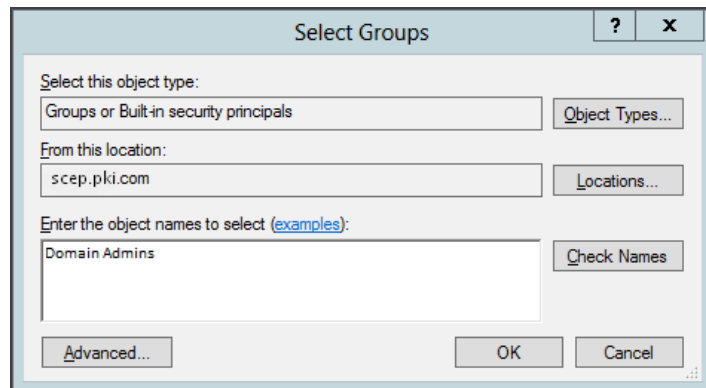 Select Groups
? x
Select this object type:
Groups or Built-in security principals
Object Types...
From this location:
scep.pki.com
Locations...
Enter the object names to select (examples):
Domain Admins
Check Names
Advanced...
OK
Cancel